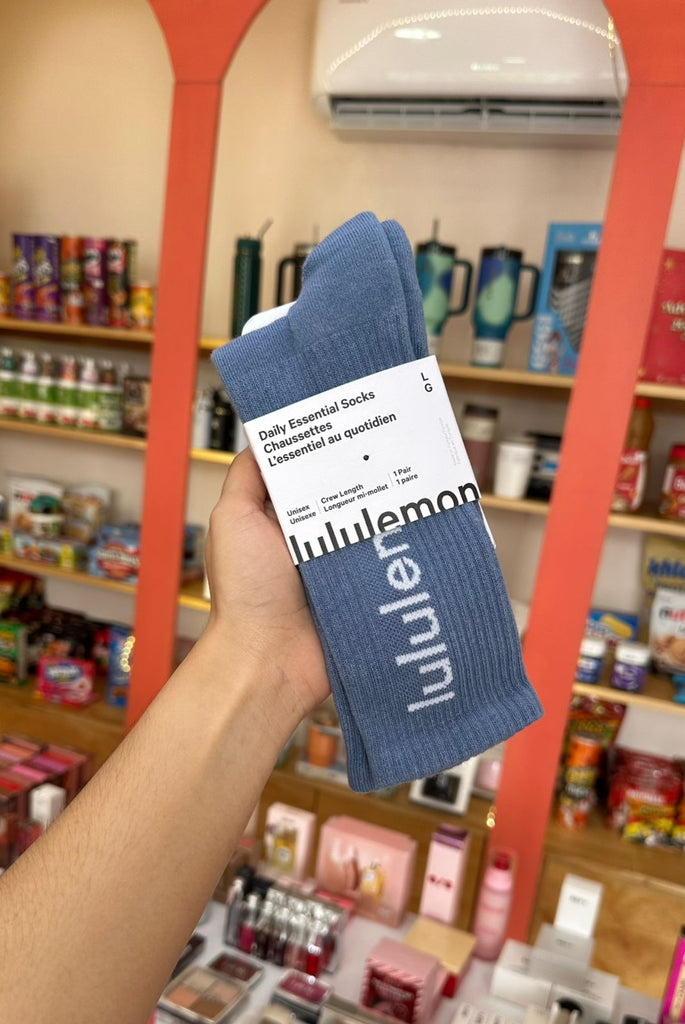 L
G
Daily Essential Socks
Chaussettes
L'essentiel au quotidien
Unisex
Unisexe
Crew Length
Longueur mi-mollet
1 Pair
1 paire
lululemon
lululem